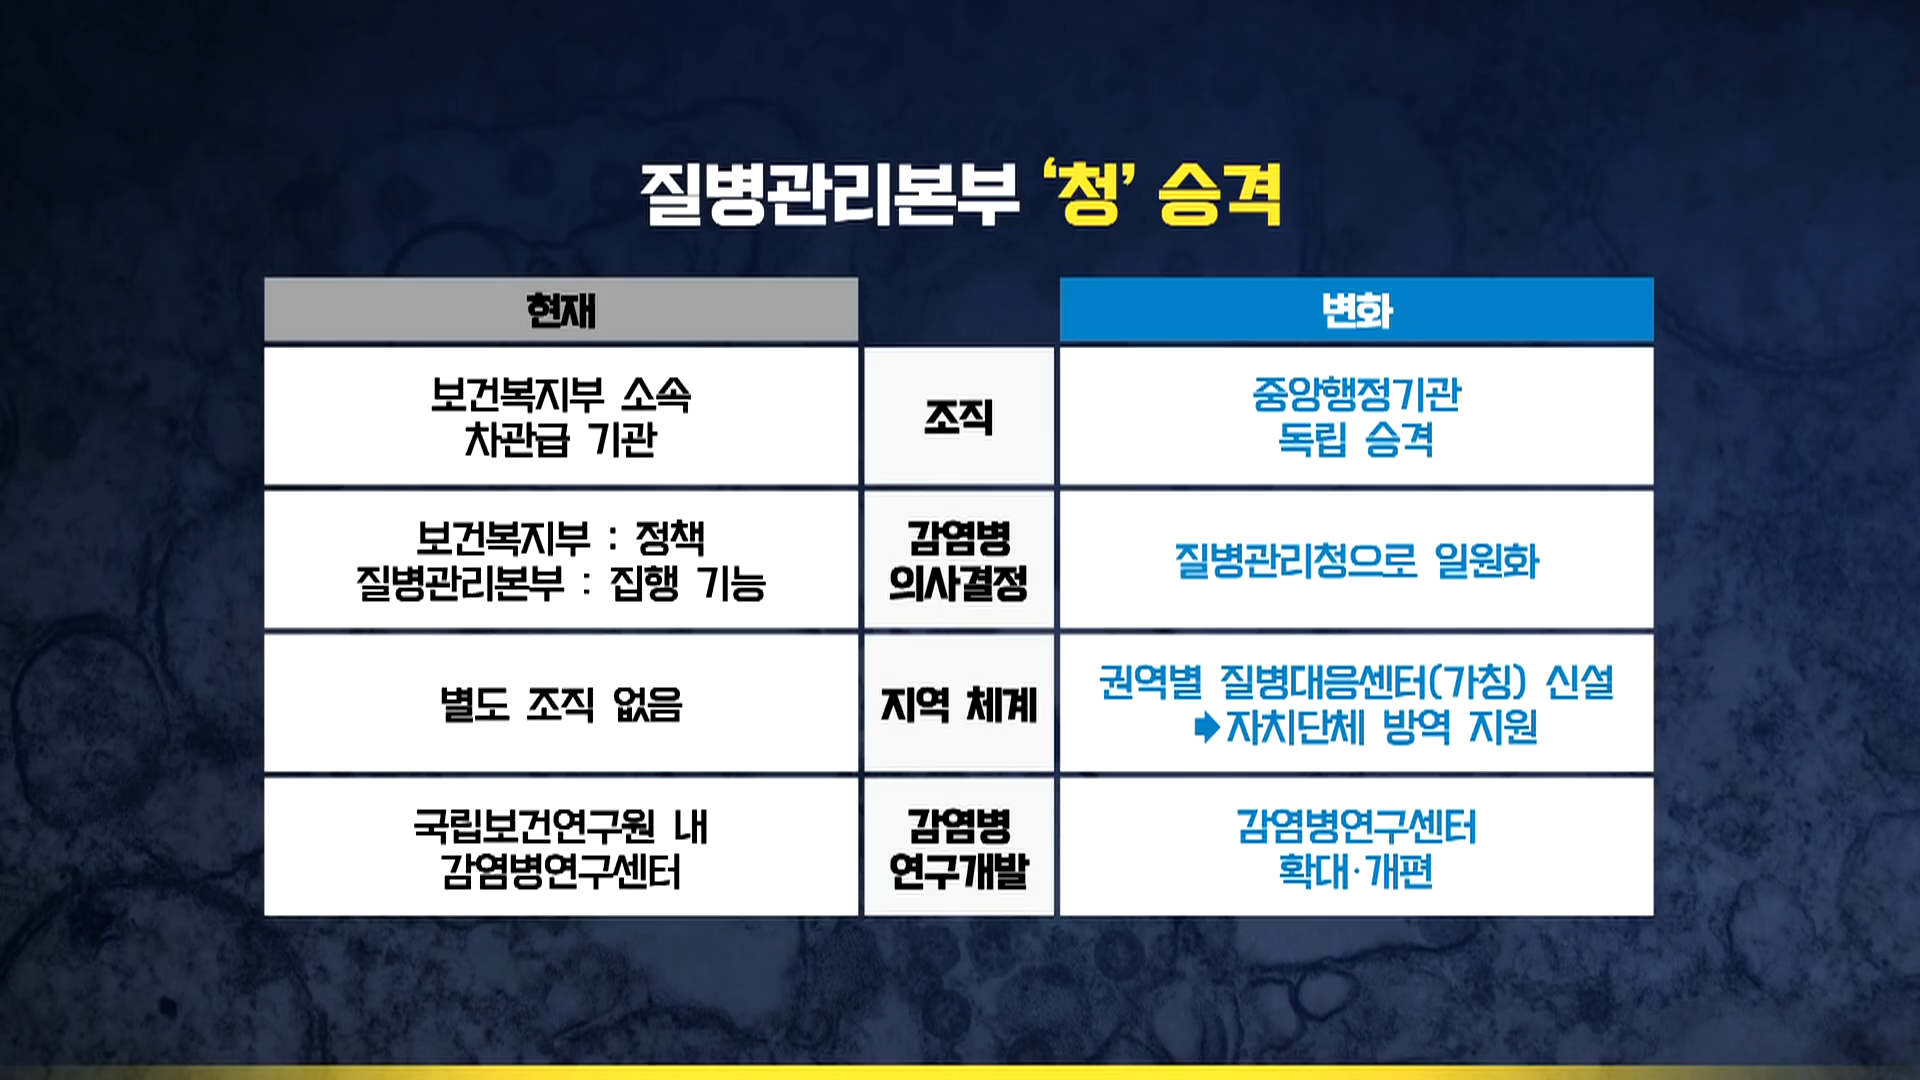 질병관리본부 ‘청’ 승격
현재
변화
보건복지부 소속
차관급 기관
조직
중앙행정기관
독립 승격
보건복지부 : 정책
질병관리본부 : 집행 기능
감염병
의사결정
질병관리청으로 일원화
별도 조직 없음
지역 체계
권역별 질병대응센터(가칭) 신설
➡자치단체 방역 지원
국립보건연구원 내
감염병연구센터
감염병
연구개발
감염병연구센터
확대·개편